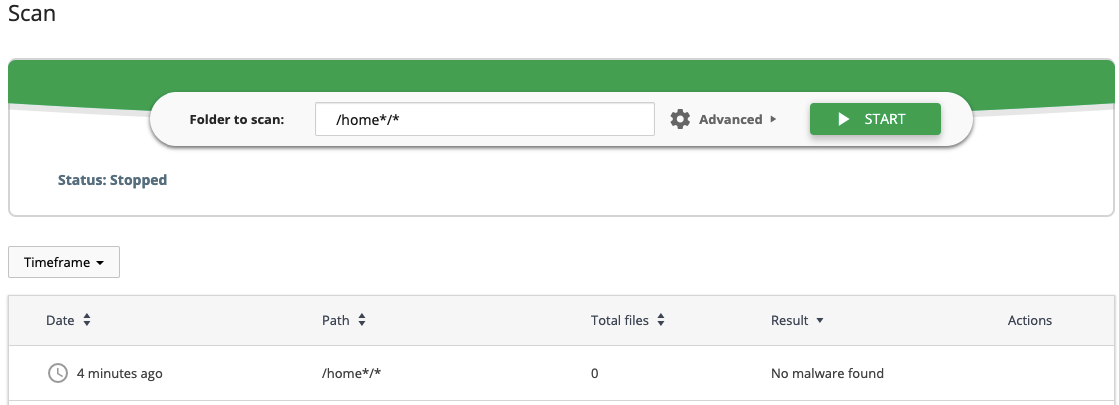 Scan
Folder to scan: /home*/* Advanced START
Status: Stopped
Timeframe
Date Path Total files Result Actions
4 minutes ago /home*/* 0 No malware found